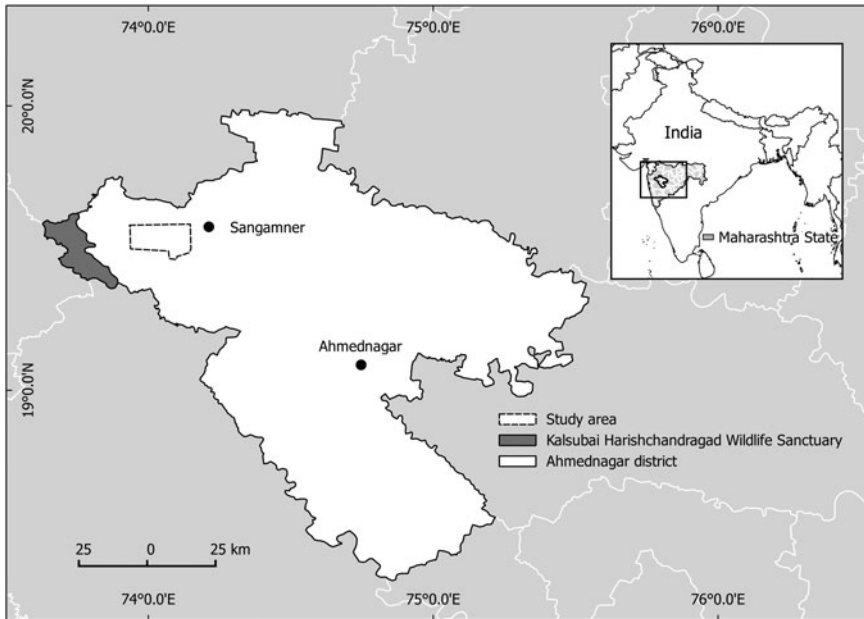 74°0.0'E 75°0.0'E 76°0.0'E
20°0.0'N
India
Maharashtra State
Sangamner
Ahmednagar
19°0.0'N
Study area
Kalsubai Harishchandragad Wildlife Sanctuary
Ahmednagar district
25 0 25 km
74°0.0'E 75°0.0'E 76°0.0'E